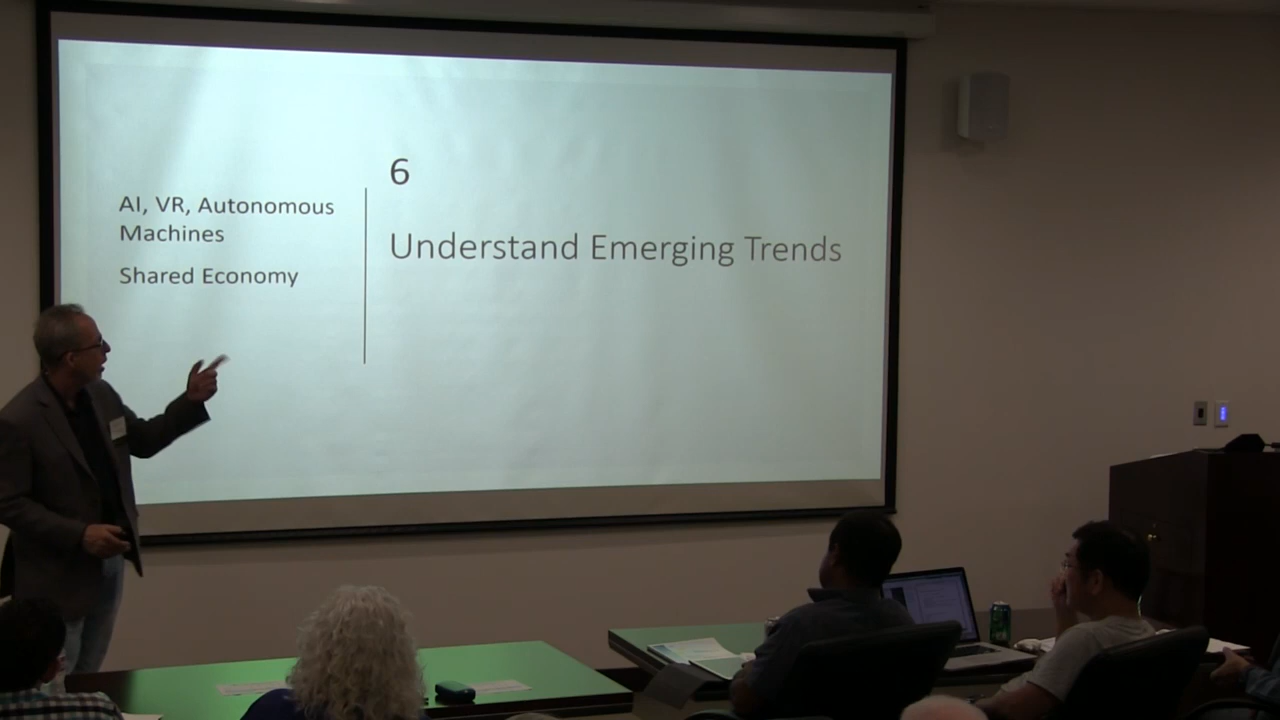 AI, VR, Autonomous
Machines
Shared Economy
6
Understand Emerging Trends